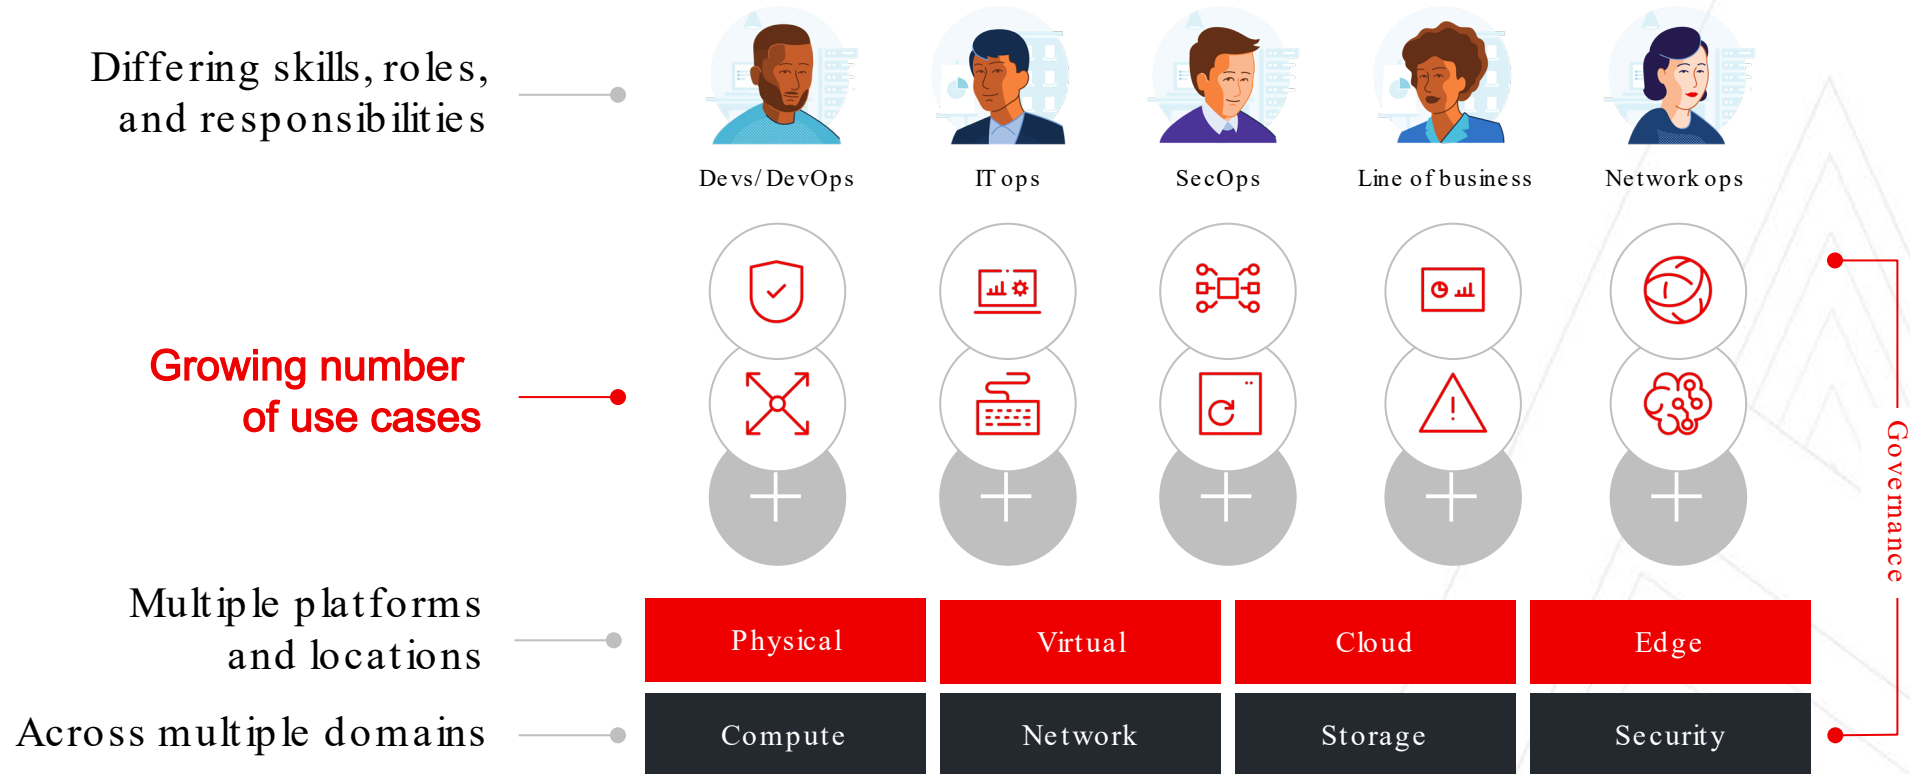 Differing skills, roles,
and responsibilities
Devs/DevOps
IT ops
SecOps
Line of business
Network ops
Growing number
of use cases
Governance
Multiple platforms
and locations
Physical
Virtual
Cloud
Edge
Across multiple domains
Compute
Network
Storage
Security